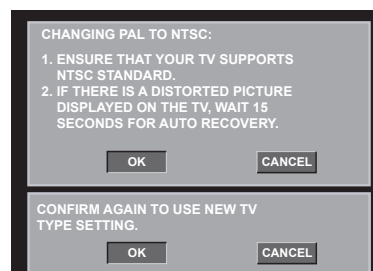 CHANGING PAL TO NTSC:
1. ENSURE THAT YOUR TV SUPPORTS
NTSC STANDARD.
2. IF THERE IS A DISTORTED PICTURE
DISPLAYED ON THE TV, WAIT 15
SECONDS FOR AUTO RECOVERY.
OK CANCEL
CONFIRM AGAIN TO USE NEW TV
TYPE SETTING.
OK CANCEL